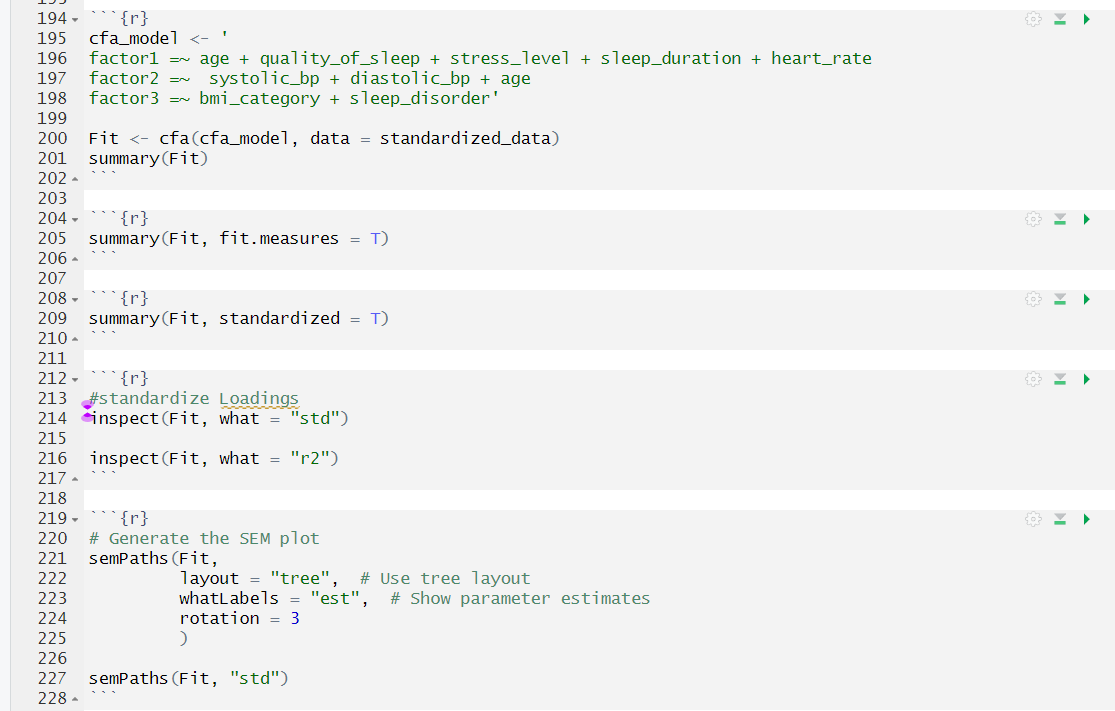 194 ```{r}
195 cfa_model <- '
196 factor1 =~ age + quality_of_sleep + stress_level + sleep_duration + heart_rate
197 factor2 =~  systolic_bp + diastolic_bp + age
198 factor3 =~ bmi_category + sleep_disorder'
199
200 Fit <- cfa(cfa_model, data = standardized_data)
201 summary(Fit)
202 ```
203
204 ```{r}
205 summary(Fit, fit.measures = T)
206 ```
207
208 ```{r}
209 summary(Fit, standardized = T)
210 ```
211
212 ```{r}
213 #standardize Loadings
214 inspect(Fit, what = "std")
215
216 inspect(Fit, what = "r2")
217 ```
218
219 ```{r}
220 # Generate the SEM plot
221 semPaths(Fit,
222          layout = "tree",  # Use tree layout
223          whatLabels = "est",  # Show parameter estimates
224          rotation = 3
225          )
226
227 semPaths(Fit, "std")
228 ```